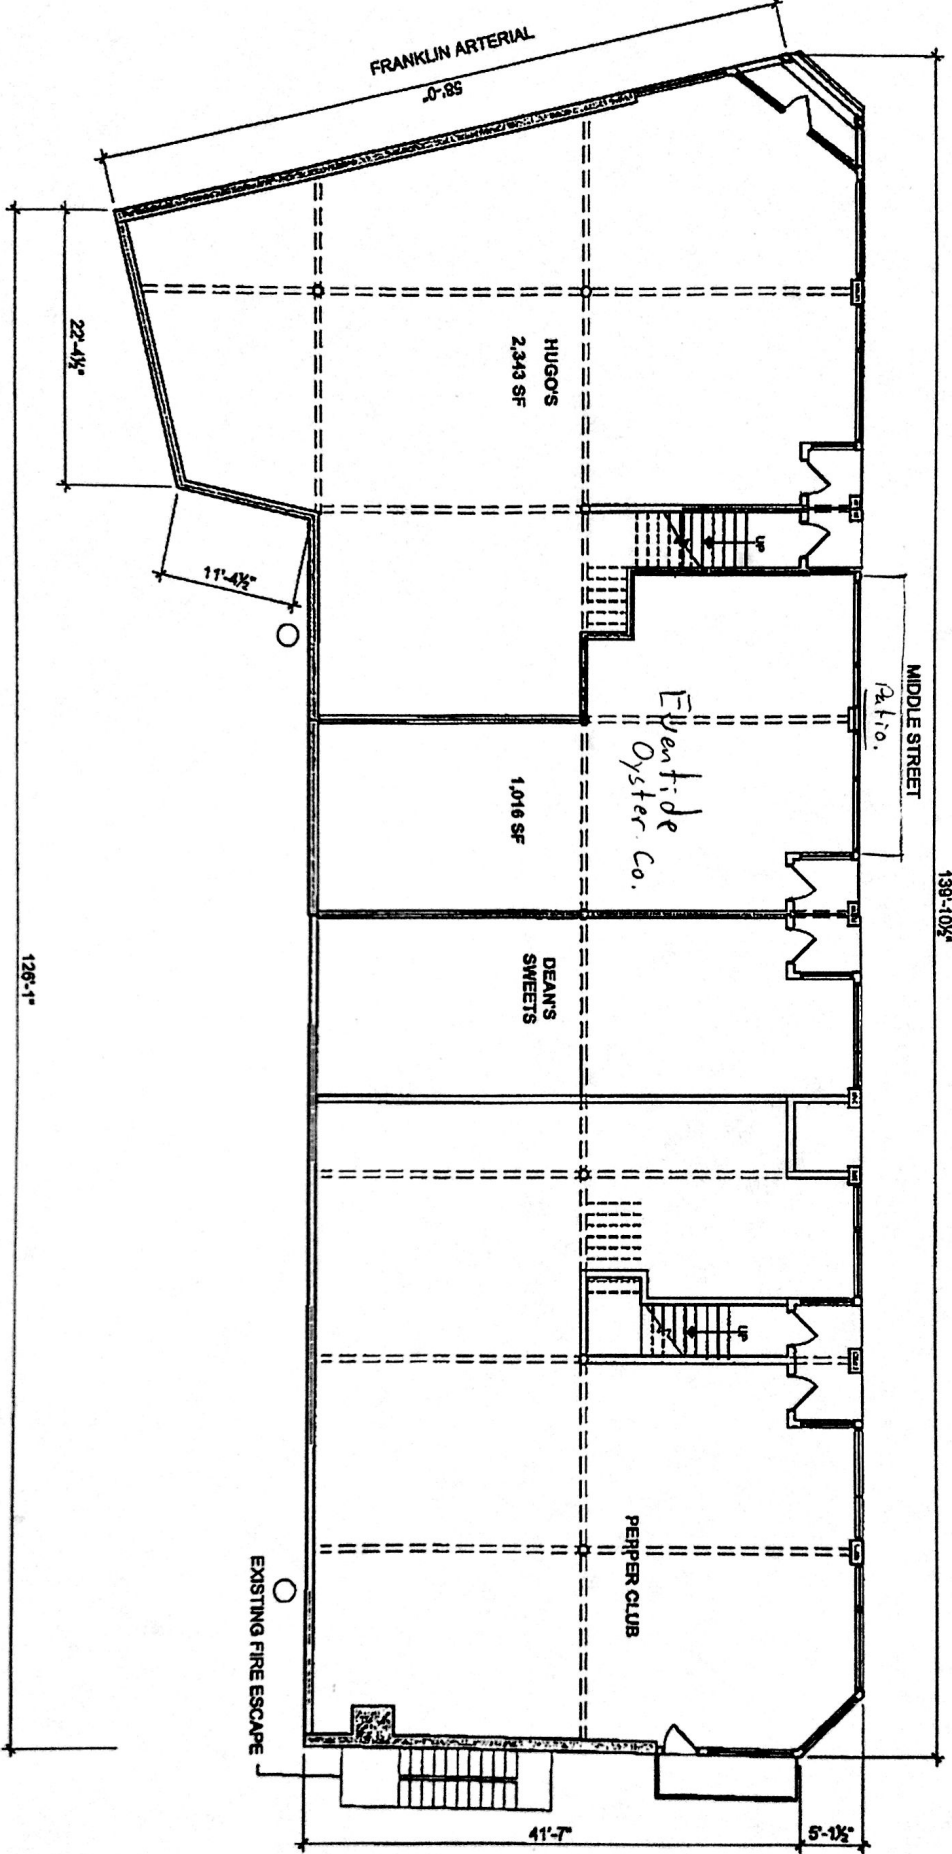 FRANKLIN ARTERIAL
58'-0"
22'-4½"
11'-4½"
HUGO'S
2,343 SF
UP
MIDDLE STREET
Patio.
139'-10½"
Eventide
Oyster Co.
1,016 SF
DEAN'S
SWEETS
126'-1"
UP
PEPPER CLUB
EXISTING FIRE ESCAPE
41'-7"
5'-1½"